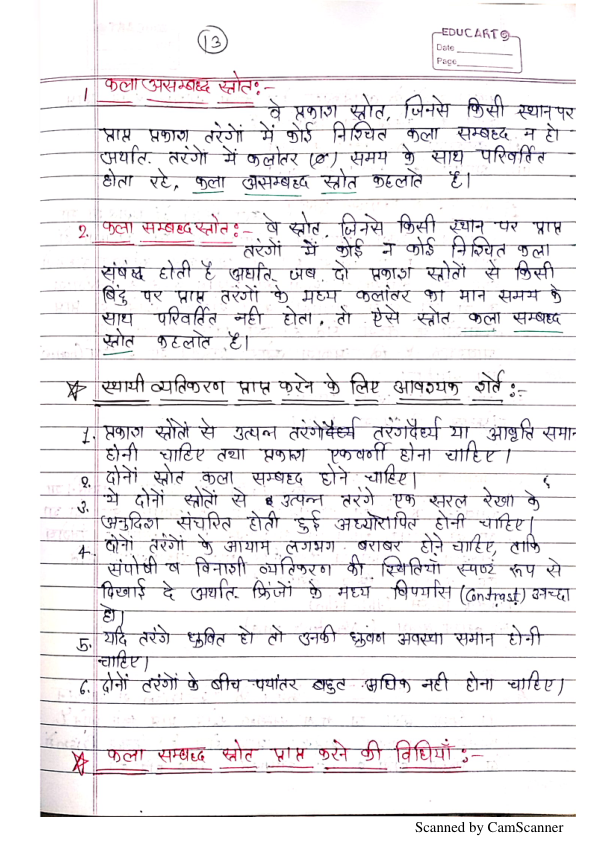 13
EDUCART
Date
Page
1 कला असम्बद्ध स्त्रोत:-
वे प्रकाश स्त्रोत, जिनसे किसी स्थान पर
प्राप्त प्रकाश तरंगों में कोई निश्चित कला सम्बद्ध न हो
अर्थात. तरंगों में कलांतर (ø) समय के साथ परिवर्तित
होता रहे, कला असम्बद्ध स्त्रोत कहलाते है।
2. कला सम्बद्ध स्त्रोत:- वे स्त्रोत, जिनसे किसी स्थान पर प्राप्त
तरंगों में कोई न कोई निश्चित कला
संबंद्ध होती है अर्थात. जब दो प्रकाश स्त्रोतों से किसी
बिंदु पर प्राप्त तरंगों के मध्य कलांतर का मान समय के
साथ परिवर्तित नही होता, तो ऐसे स्त्रोत कला सम्बद्ध
स्त्रोत कहलाते है।
स्थायी व्यतिकरण प्राप्त करने के लिए आवश्यक शर्ते:-
1. प्रकाश स्त्रोतों से उत्पन्न तरंगदैर्ध्य तरंगदैर्ध्य या आवृति समान
होनी चाहिए तथा प्रकाश एकवर्णी होना चाहिए।
2. दोनों स्त्रोत कला सम्बद्ध होने चाहिए।
3. ये दोनों स्त्रोतों से उत्पन्न तरंगे एक सरल रेखा के
अनुदिश संचरित होती हुई अध्यारोपित होनी चाहिए।
4. दोनों तरंगों के आयाम लगभग बराबर होने चाहिए, ताकि
संपोषी व विनाशी व्यतिकरण की स्थितियाँ स्पष्ट रूप से
दिखाई दे अर्थात. फ्रिंजों के मध्य विपर्यास (Contrast) अच्छा
हो।
5. यदि तरंगे ध्रुवित हो तो उनकी ध्रुवण अवस्था समान होनी
चाहिए।
6. दोनों तरंगों के बीच पथांतर बहुत अधिक नही होना चाहिए।
कला सम्बद्ध स्त्रोत प्राप्त करने की विधियाँ:-
Scanned by CamScanner